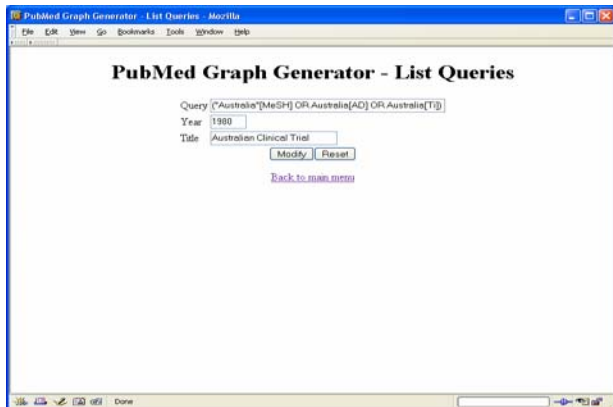 PubMed Graph Generator - List Queries - Mozilla
File Edit View Go Bookmarks Tools Window Help
PubMed Graph Generator - List Queries
Query ("Australia"[MeSH] OR Australia[AD] OR Australia[Ti])
Year 1980
Title Australian Clinical Trial
Modify Reset
Back to main menu
Done